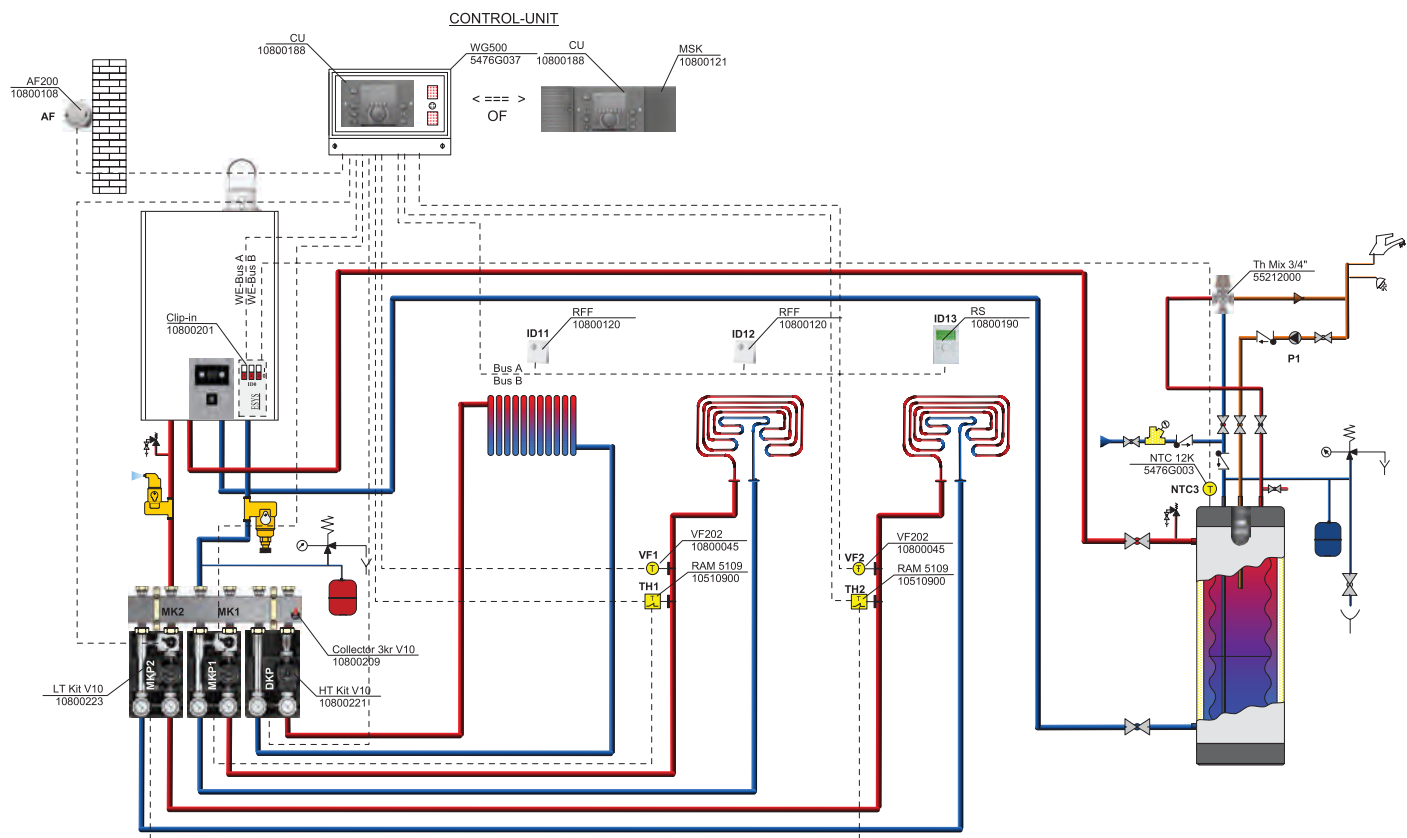 CONTROL-UNIT
CU
10800188
WG500
5476G037
CU
10800188
MSK
10800121
< === >
OF
AF200
10800108
AF
WE-Bus A
WE-Bus B
Clip-in
10800201
ESYS
ID11
RFF
10800120
ID12
RFF
10800120
ID13
RS
10800190
Bus A
Bus B
Th Mix 3/4"
55212000
P1
NTC 12K
5476G003
NTC3
T
VF1
T
VF202
10800045
TH1
RAM 5109
10510900
VF2
T
VF202
10800045
TH2
RAM 5109
10510900
MK2
MK1
Collector 3kr V10
10800209
MKP2
MKP1
DKP
LT Kit V10
10800223
HT Kit V10
10800221